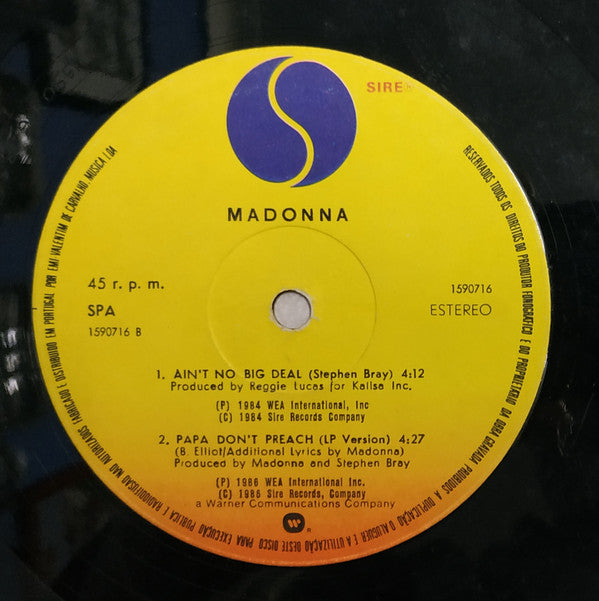 SIRE
MADONNA
45 r. p. m.
SPA
1590716 B
1590716
ESTEREO
1. AIN'T NO BIG DEAL (Stephen Bray) 4:12
Produced by Reggie Lucas for Kalisa Inc.
(P) 1984 WEA International, Inc
(C) 1984 Sire Records Company
2. PAPA DON'T PREACH (LP Version) 4:27
(B. Elliot/Additional Lyrics by Madonna)
Produced by Madonna and Stephen Bray
(P) 1986 WEA International Inc.
(C) 1986 Sire Records, Company
a Warner Communications Company
RESERVADOS TODOS OS DIREITOS DO PRODUTOR FONOGRÁFICO E DO PROPRIETÁRIO DA OBRA GRAVADA PROIBIDOS A DUPLICAÇÃO O ALUGUER E A UTILIZAÇÃO DESTE DISCO PARA EXECUÇÃO PÚBLICA E RADIODIFUSÃO NÃO AUTORIZADOS FABRICADO E DISTRIBUÍDO EM PORTUGAL POR EMI VALENTIM DE CARVALHO, MÚSICA LDA